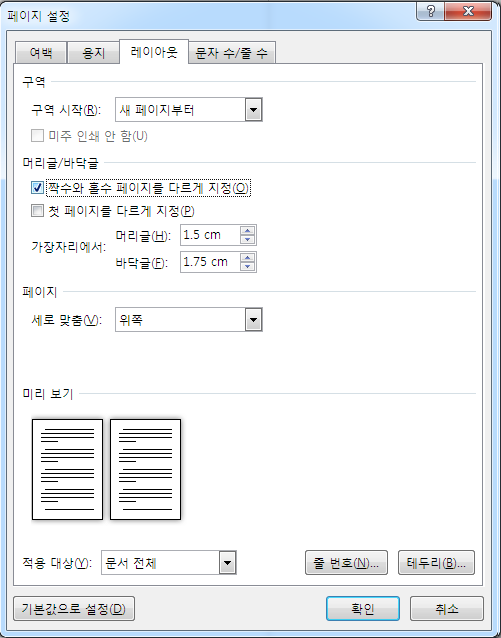 페이지 설정
여백 용지 레이아웃 문자 수/줄 수
구역
구역 시작(R): 새 페이지부터
미주 인쇄 안 함(U)
머리글/바닥글
짝수와 홀수 페이지를 다르게 지정(O)
첫 페이지를 다르게 지정(P)
가장자리에서: 머리글(H): 1.5 cm
바닥글(F): 1.75 cm
페이지
세로 맞춤(V): 위쪽
미리 보기
적용 대상(Y): 문서 전체 줄 번호(N)... 테두리(B)...
기본값으로 설정(D) 확인 취소